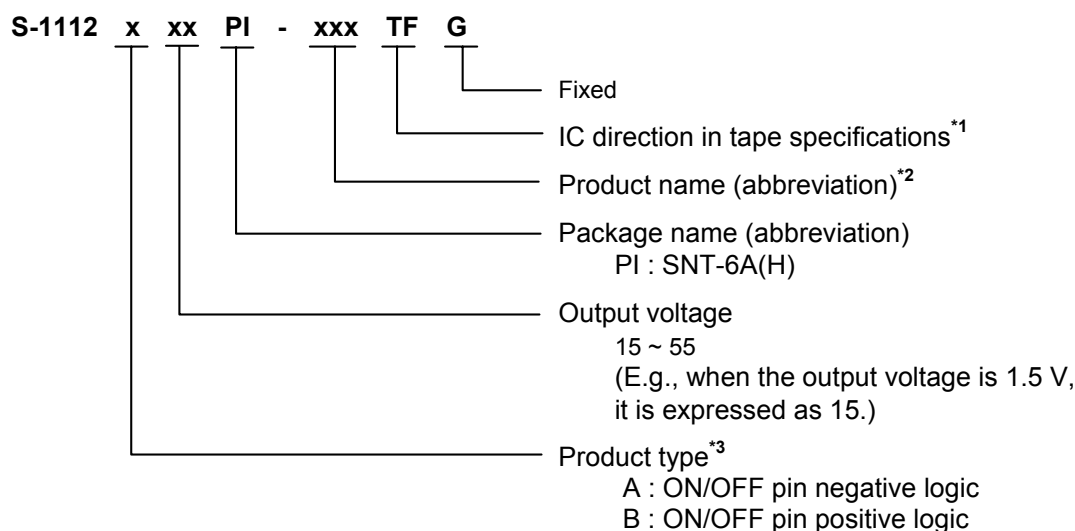 S-1112 x xx PI - xxx TF G
Fixed
IC direction in tape specifications*1
Product name (abbreviation)*2
Package name (abbreviation)
PI : SNT-6A(H)
Output voltage
15 ~ 55
(E.g., when the output voltage is 1.5 V,
it is expressed as 15.)
Product type*3
A : ON/OFF pin negative logic
B : ON/OFF pin positive logic